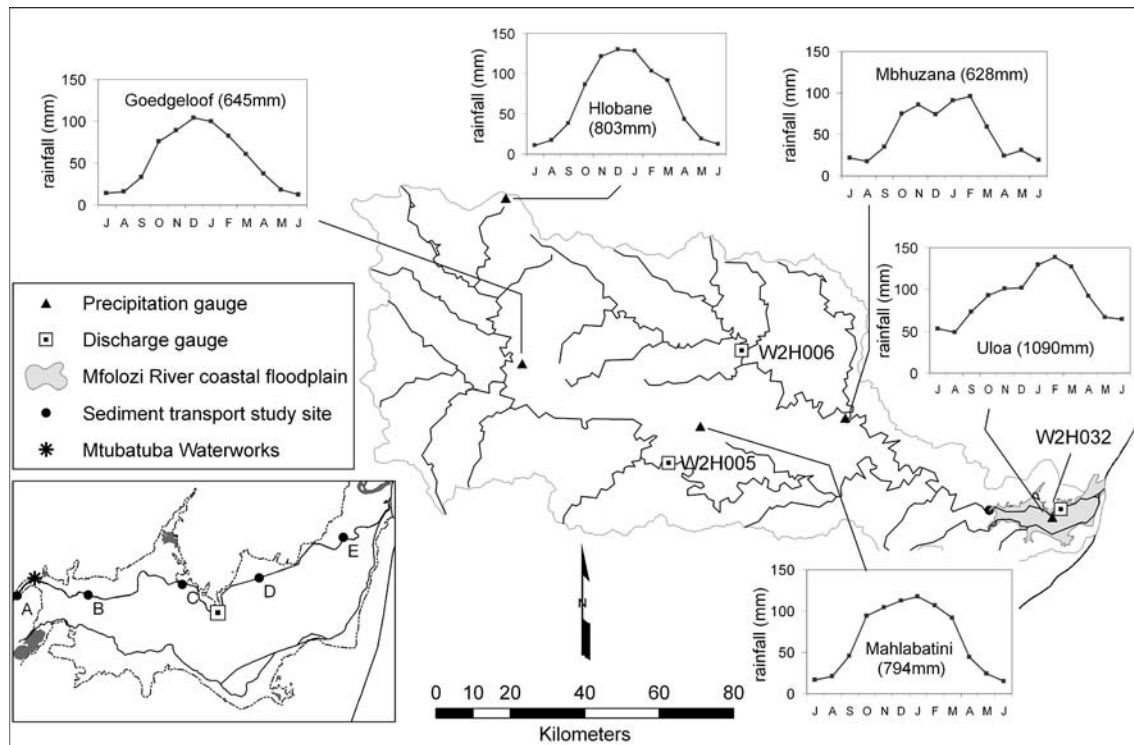 150
100
50
0
rainfall (mm)
Goedgeloof (645mm)
J A S O N D J F M A M J
150
100
50
0
rainfall (mm)
Hlobane
(803mm)
J A S O N D J F M A M J
150
100
50
0
rainfall (mm)
Mbhuzana (628mm)
J A S O N D J F M A M J
150
100
50
0
rainfall (mm)
Uloa (1090mm)
J A S O N D J F M A M J
Precipitation gauge
Discharge gauge
Mfolozi River coastal floodplain
Sediment transport study site
Mtubatuba Waterworks
W2H006
W2H005
W2H032
A
B
C
D
E
N
0 10 20 40 60 80
Kilometers
150
100
50
0
rainfall (mm)
Mahlabatini
(794mm)
J A S O N D J F M A M J